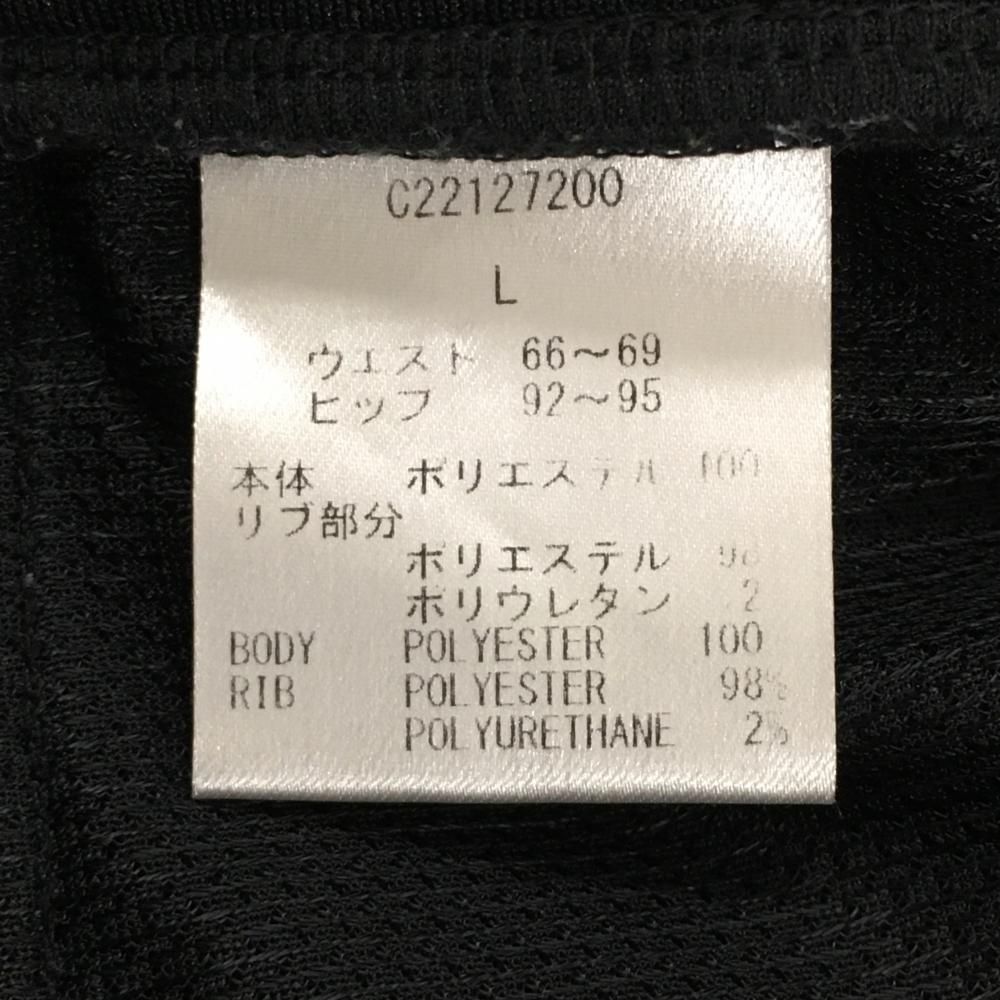 C22127200
L
ウエスト 66～69
ヒップ 92～95
本体 ポリエステル 100
リブ部分
ポリエステル 98
ポリウレタン 2
BODY POLYESTER 100
RIB POLYESTER 98%
POLYURETHANE 2%